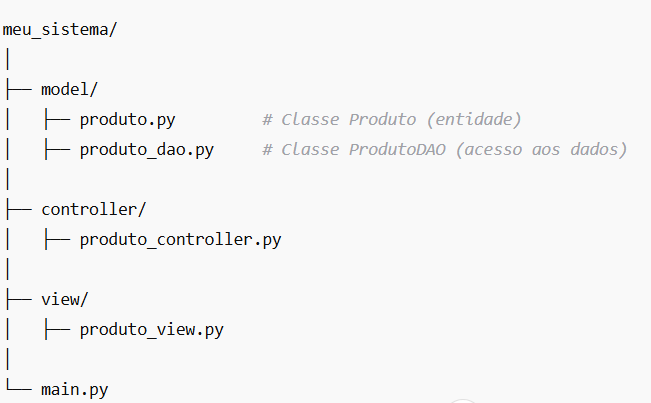 meu_sistema/
│
├── model/
│   ├── produto.py         # Classe Produto (entidade)
│   ├── produto_dao.py     # Classe ProdutoDAO (acesso aos dados)
│
├── controller/
│   ├── produto_controller.py
│
├── view/
│   ├── produto_view.py
│
└── main.py